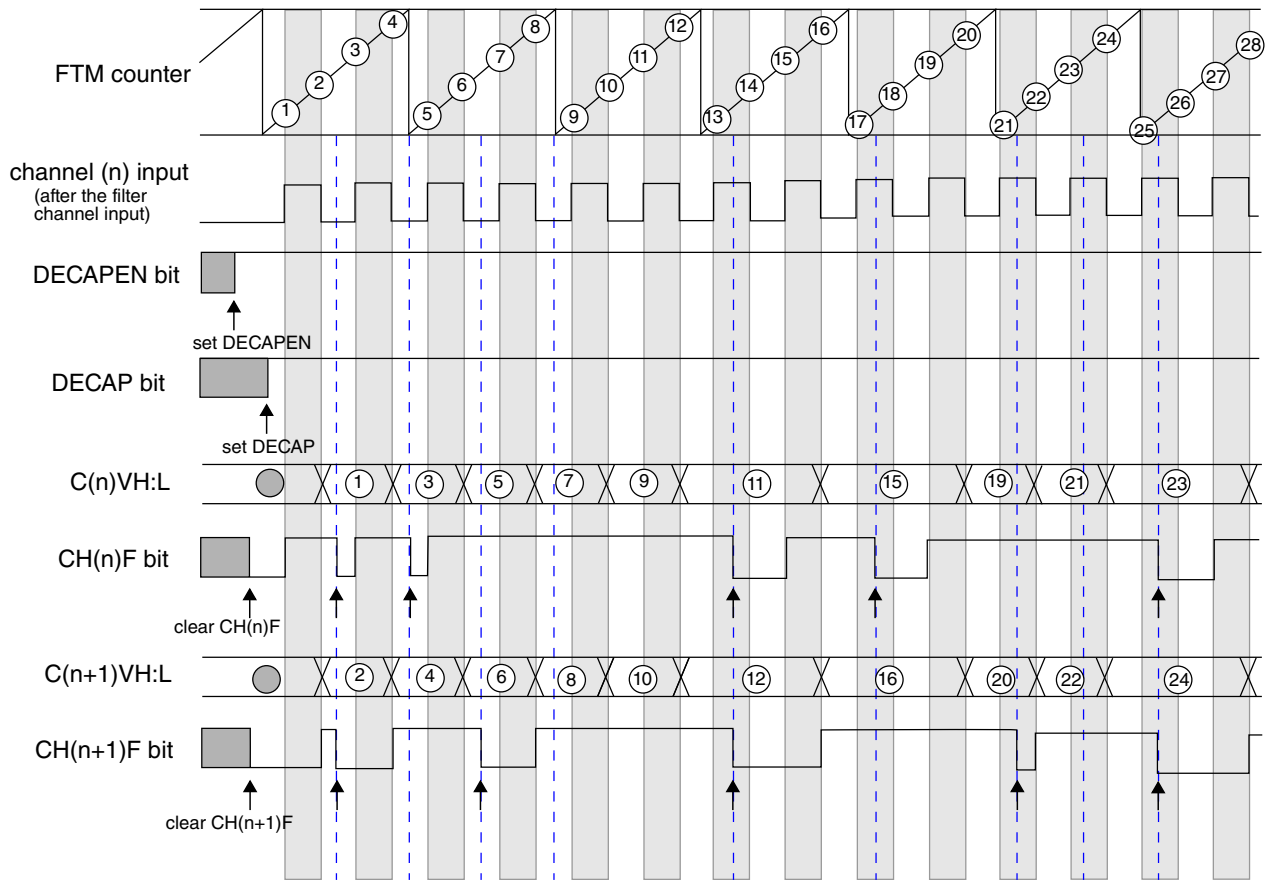 4 8 12 16 20 24 28
3 7 11 15 19 23 27
FTM counter
2 6 10 14 18 22 26
1 5 9 13 17 21 25
channel (n) input
(after the filter
channel input)
DECAPEN bit
set DECAPEN
DECAP bit
set DECAP
C(n)VH:L 1 3 5 7 9 11 15 19 21 23
CH(n)F bit
clear CH(n)F
C(n+1)VH:L 2 4 6 8 10 12 16 20 22 24
CH(n+1)F bit
clear CH(n+1)F